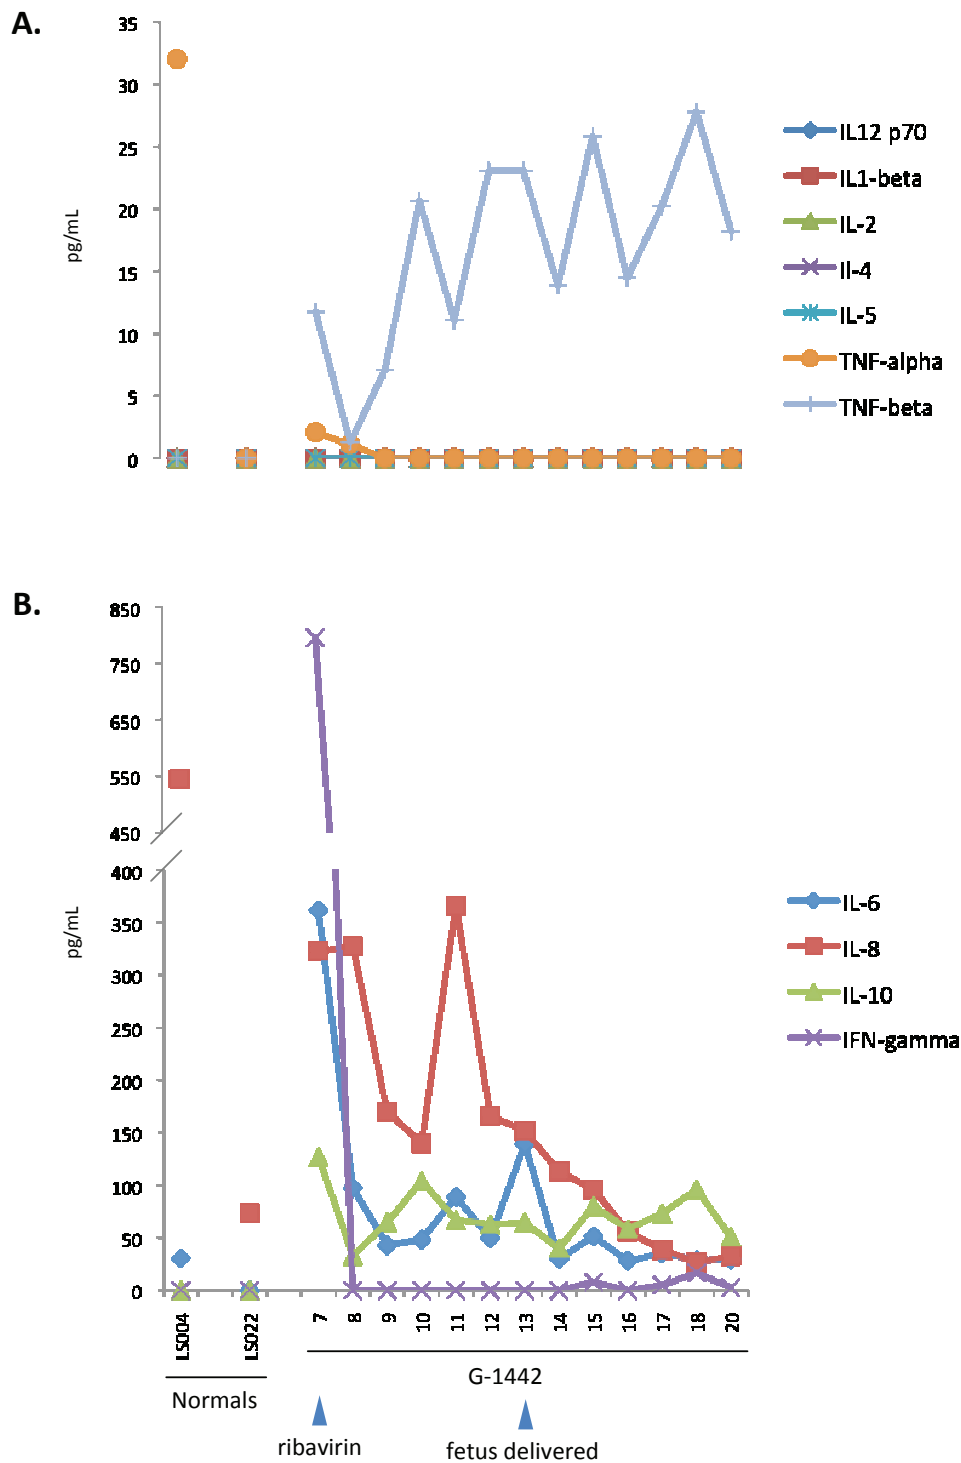 A.
35
30
25
20
15
10
5
0
pg/mL
IL12 p70
IL1-beta
IL-2
Il-4
IL-5
TNF-alpha
TNF-beta
B.
850
750
650
550
450
400
350
300
250
200
150
100
50
0
pg/mL
IL-6
IL-8
IL-10
IFN-gamma
LS004 LS022 7 8 9 10 11 12 13 14 15 16 17 18 20
Normals
G-1442
ribavirin
fetus delivered